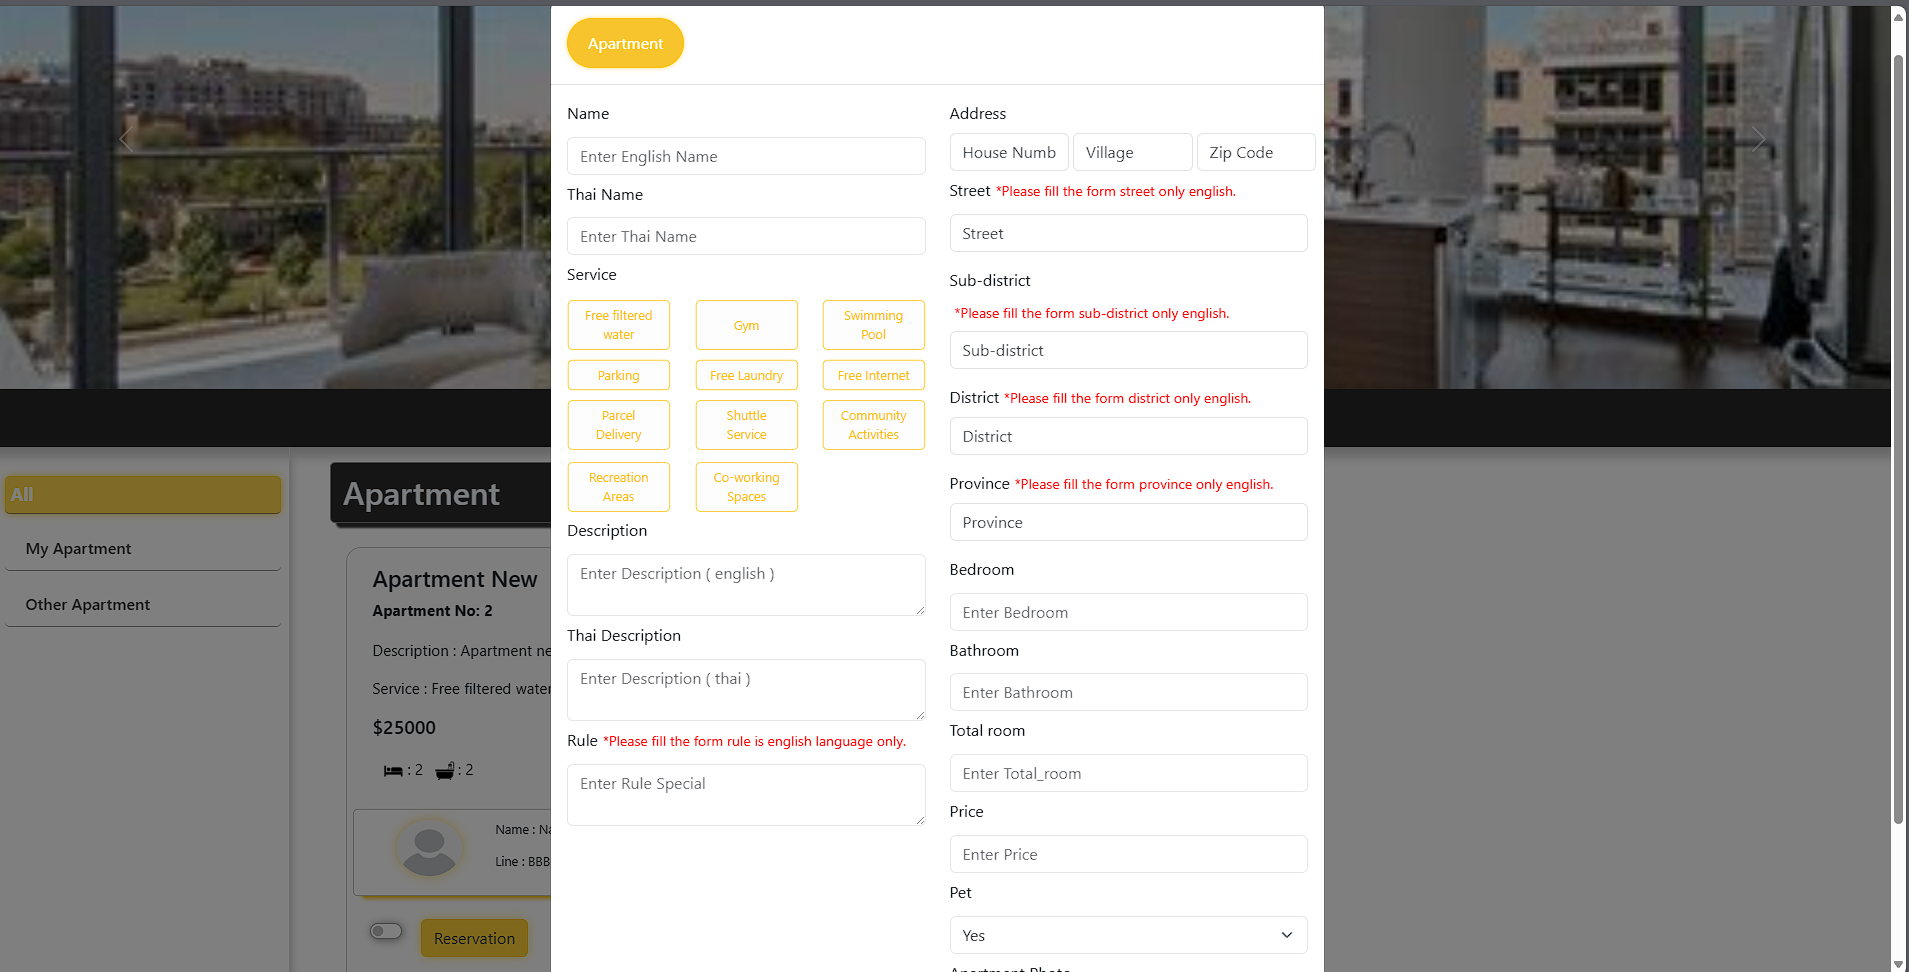 Apartment
Name
Enter English Name
Thai Name
Enter Thai Name
Service
Free filtered
water
Gym
Swimming
Pool
Parking
Free Laundry
Free Internet
Parcel
Delivery
Shuttle
Service
Community
Activities
Recreation
Areas
Co-working
Spaces
Description
Enter Description ( english )
Thai Description
Enter Description ( thai )
Rule *Please fill the form rule is english language only.
Enter Rule Special
Address
House Numb
Village
Zip Code
Street *Please fill the form street only english.
Street
Sub-district
*Please fill the form sub-district only english.
Sub-district
District *Please fill the form district only english.
District
Province *Please fill the form province only english.
Province
Bedroom
Enter Bedroom
Bathroom
Enter Bathroom
Total room
Enter Total_room
Price
Enter Price
Pet
Yes
Apartment Photo
All
My Apartment
Other Apartment
Apartment
Apartment New
Apartment No: 2
Description : Apartment ne
Service : Free filtered water
$25000
: 2
: 2
Name : Na
Line : BBB
Reservation